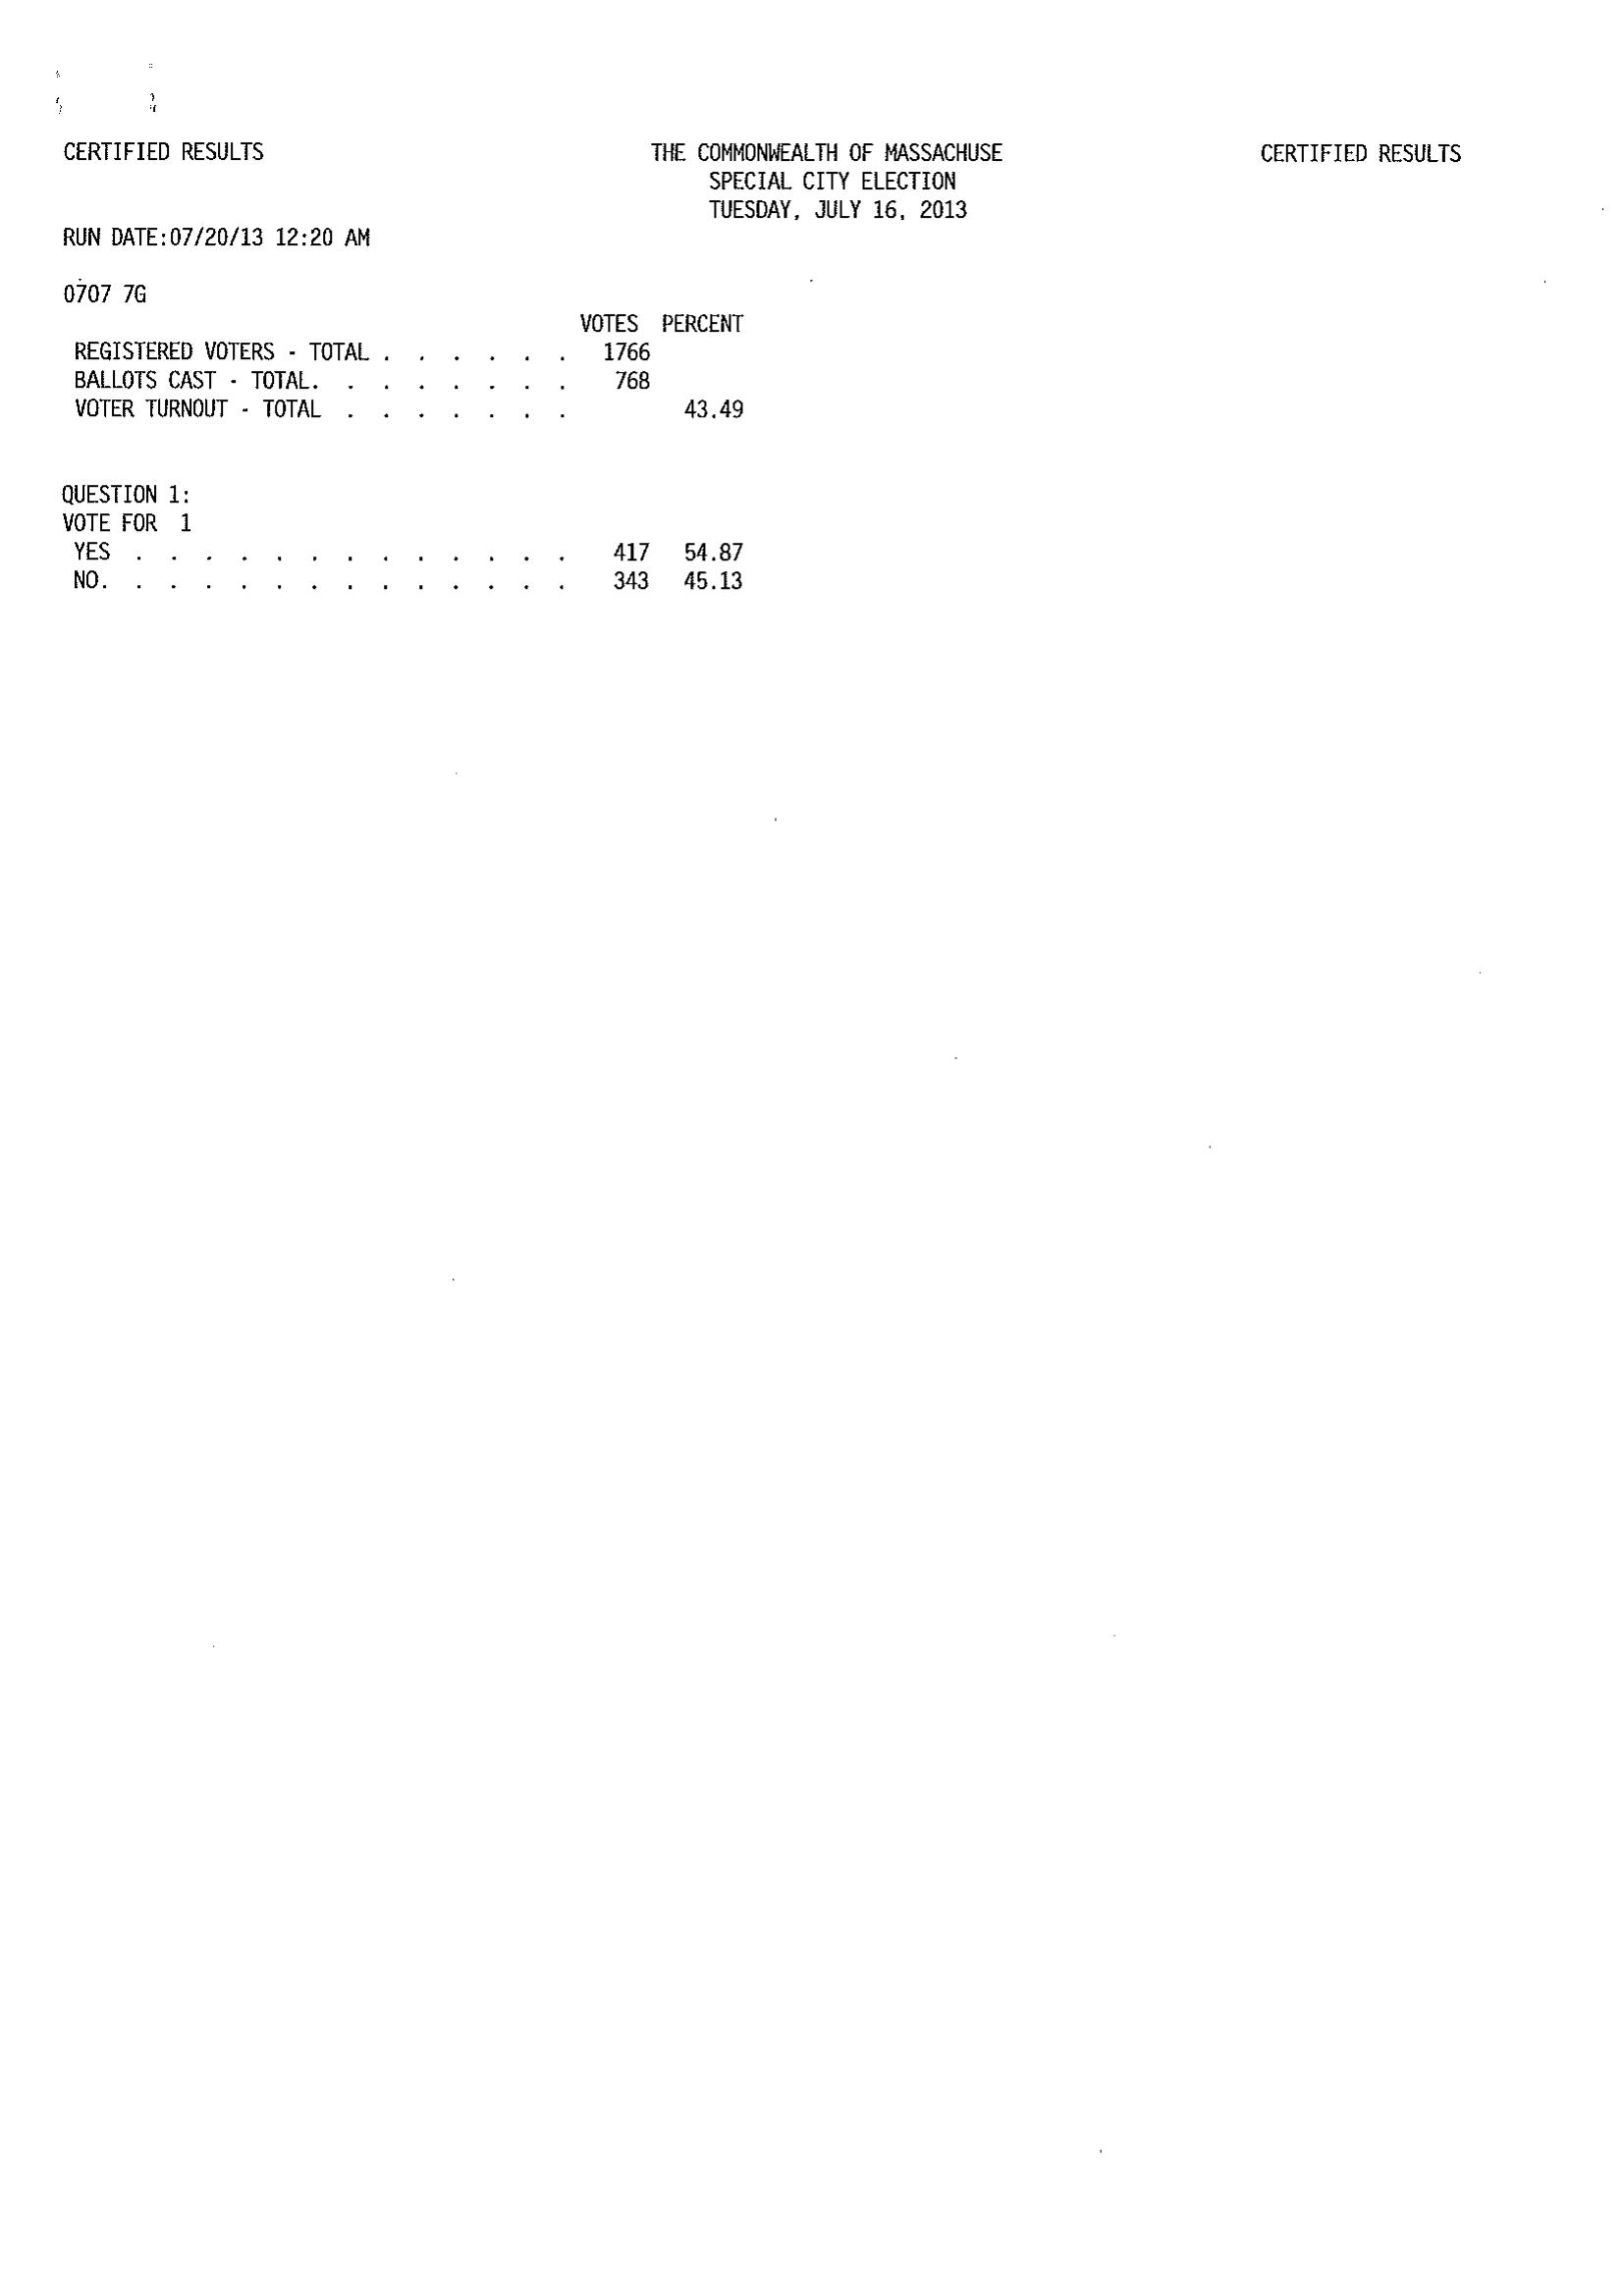 CERTIFIED RESULTS THE COMMONWEALTH OF MASSACHUSE CERTIFIED RESULTS
SPECIAL CITY ELECTION
TUESDAY, JULY 16, 2013
RUN DATE:07/20/13 12:20 AM
0707 7G
VOTES PERCENT
REGISTERED VOTERS - TOTAL . . . . . . 1766
BALLOTS CAST - TOTAL. . . . . . . . 768
VOTER TURNOUT - TOTAL . . . . . . . 43.49
QUESTION 1:
VOTE FOR 1
YES . . . . . . . . . . . . . 417 54.87
NO. . . . . . . . . . . . . . 343 45.13